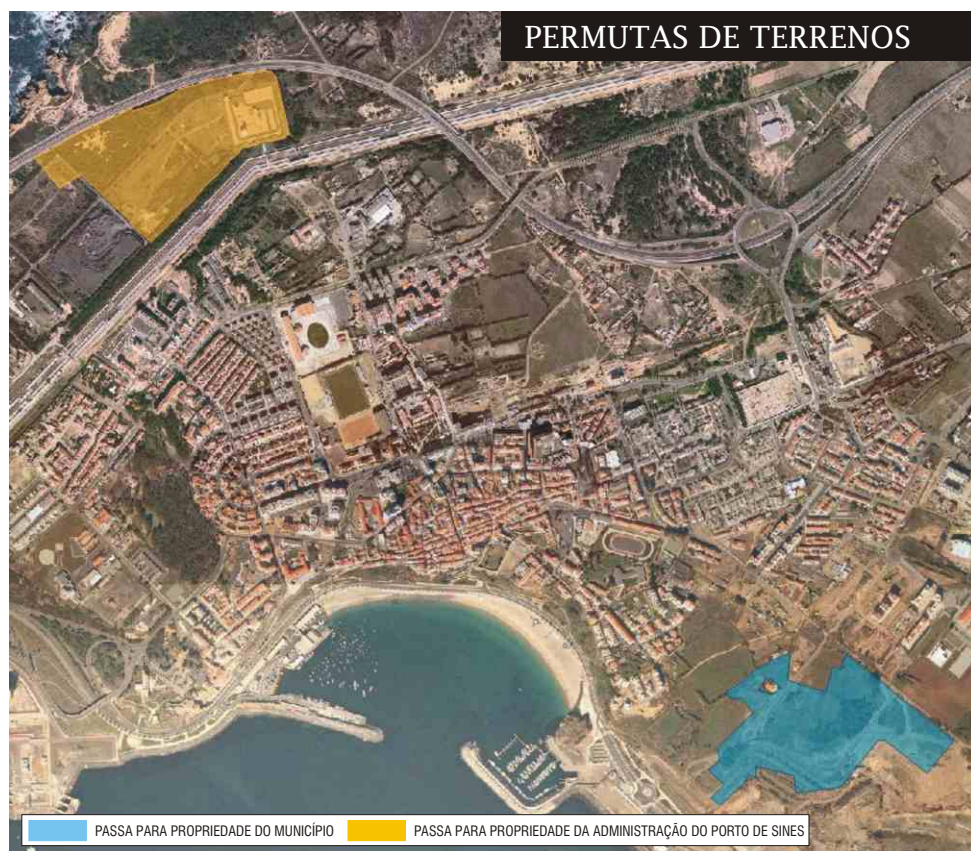 PERMUTAS DE TERRENOS
PASSA PARA PROPRIEDADE DO MUNICÍPIO
PASSA PARA PROPRIEDADE DA ADMINISTRAÇÃO DO PORTO DE SINES